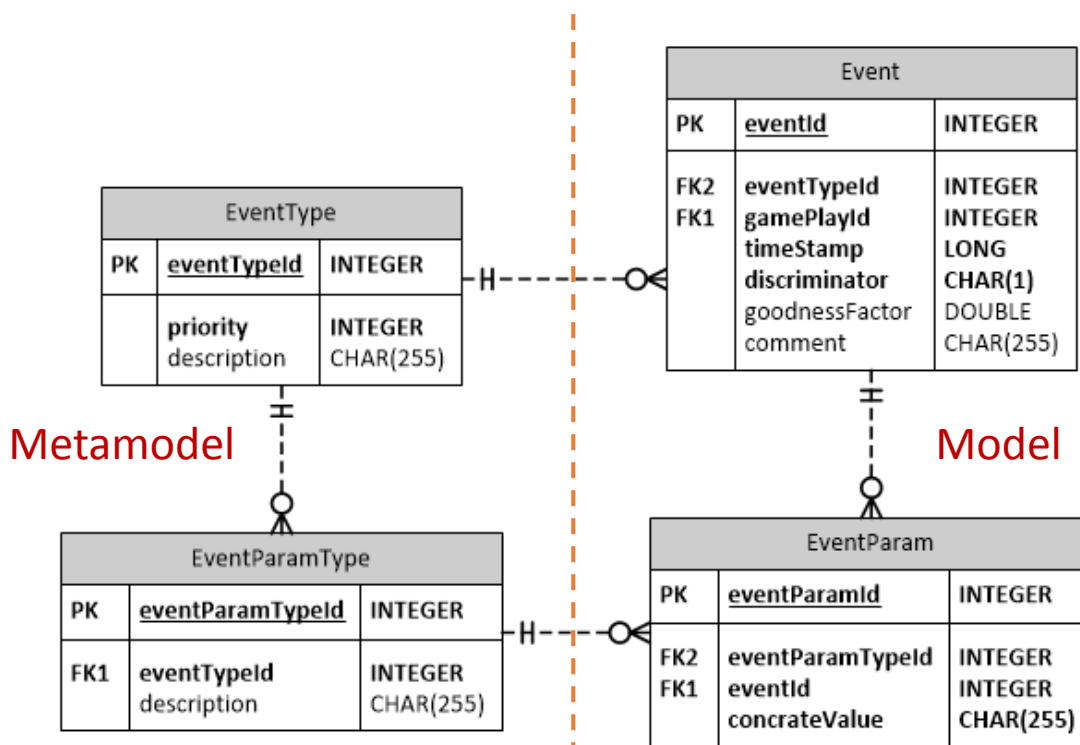 Event
PK eventId INTEGER
FK2 eventTypeId INTEGER
FK1 gamePlayId INTEGER
timeStamp LONG
discriminator CHAR(1)
goodnessFactor DOUBLE
comment CHAR(255)
EventType
PK eventTypeId INTEGER
priority INTEGER
description CHAR(255)
Metamodel
Model
EventParamType
PK eventParamTypeId INTEGER
FK1 eventTypeId INTEGER
description CHAR(255)
EventParam
PK eventParamId INTEGER
FK2 eventParamTypeId INTEGER
FK1 eventId INTEGER
concrateValue CHAR(255)